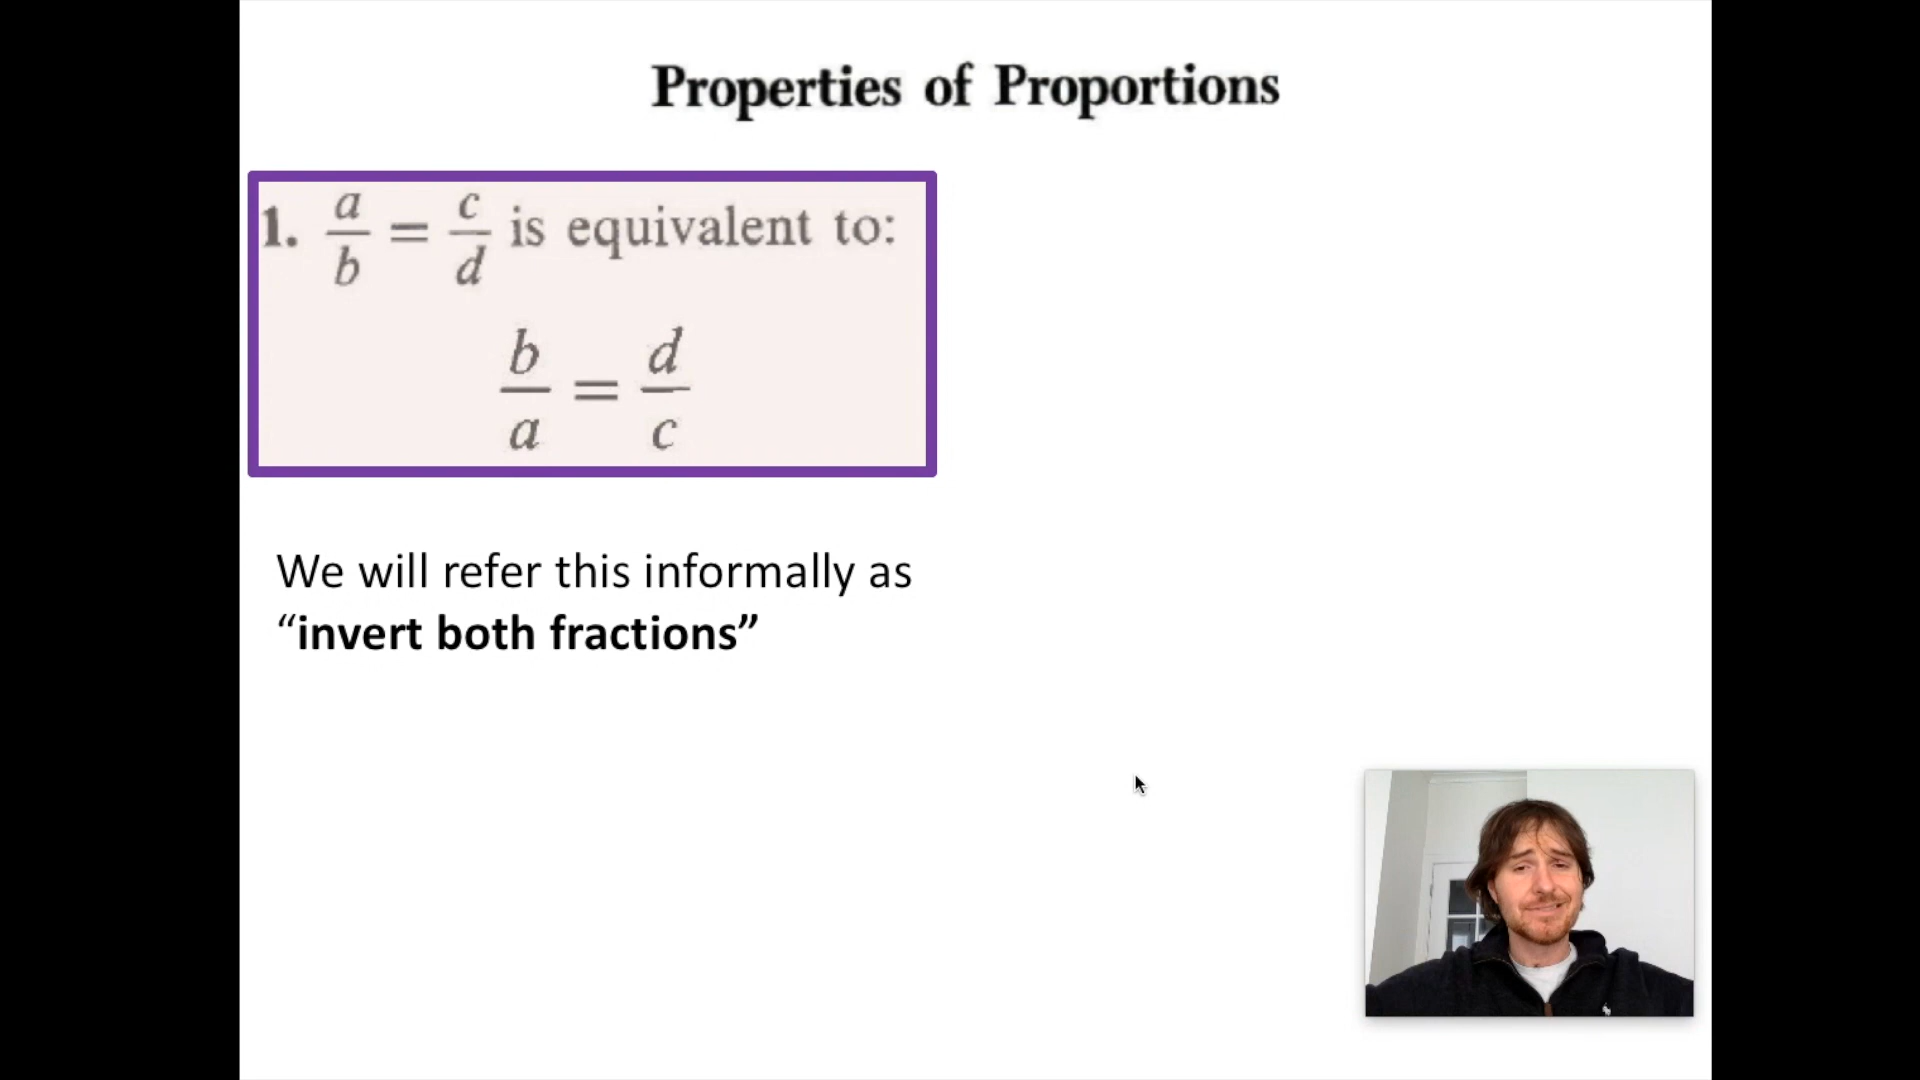 Properties of Proportions
1. a/b = c/d is equivalent to:
b/a = d/c
We will refer this informally as
“invert both fractions”